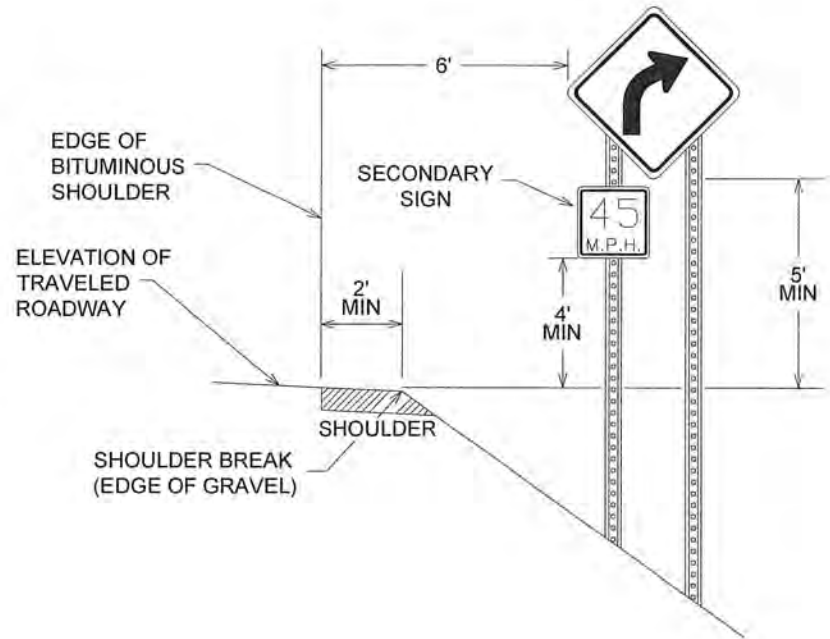 6'
EDGE OF
BITUMINOUS
SHOULDER
SECONDARY
SIGN
45
M.P.H.
ELEVATION OF
TRAVELED
ROADWAY
2'
MIN
4'
MIN
5'
MIN
SHOULDER
SHOULDER BREAK
(EDGE OF GRAVEL)